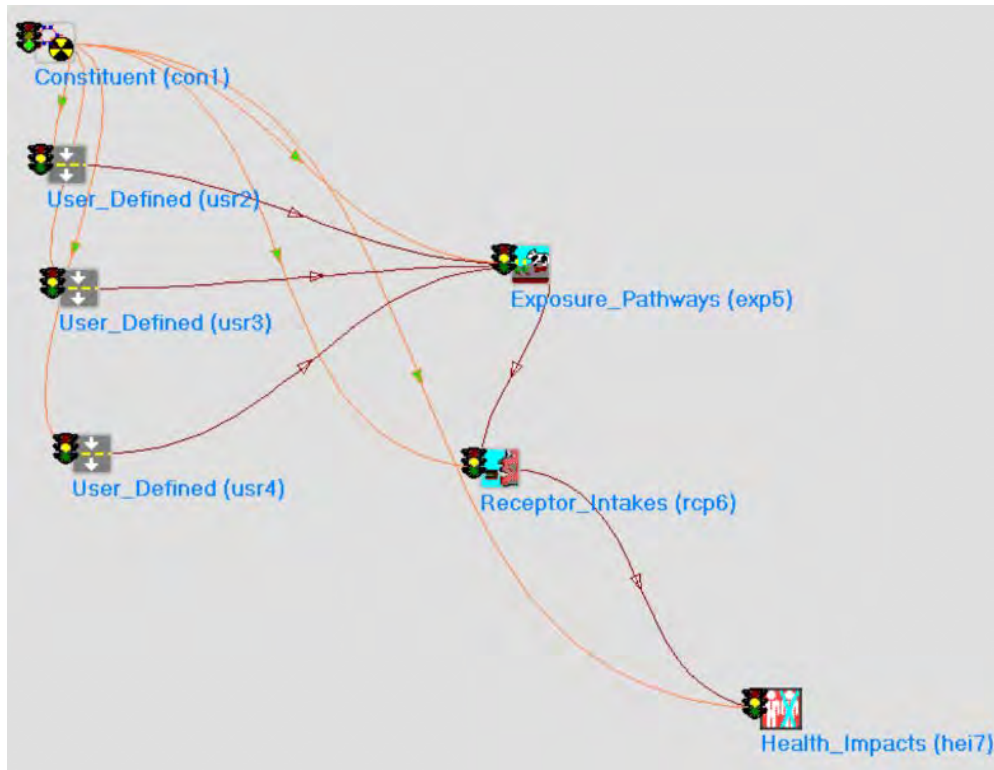 Constituent (con1)
User_Defined (usr2)
Exposure_Pathways (exp5)
User_Defined (usr3)
User_Defined (usr4)
Receptor_Intakes (rcp6)
Health_Impacts (hei7)